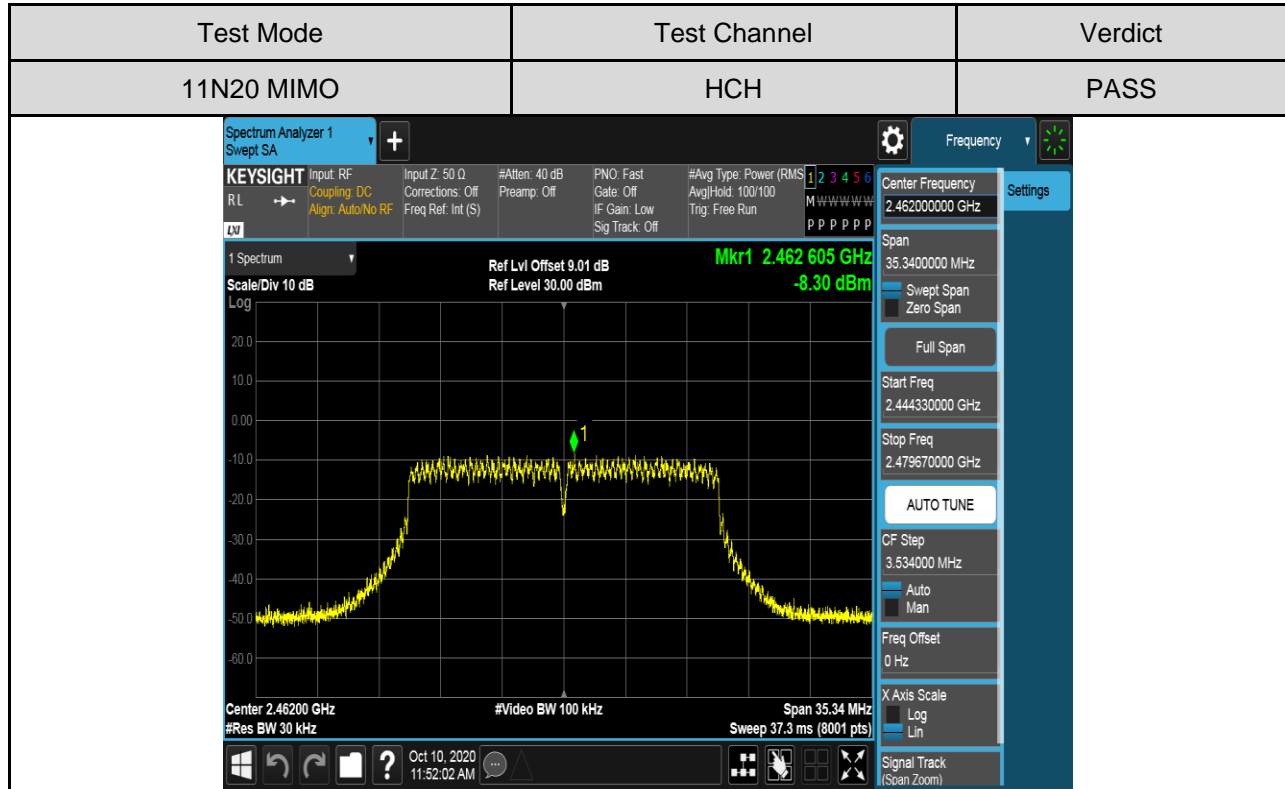 Test Mode Test Channel Verdict
11N20 MIMO HCH PASS
Spectrum Analyzer 1
Swept SA
+
Frequency
KEYSIGHT Input: RF Input Z: 50 Ω #Atten: 40 dB PNO: Fast #Avg Type: Power (RMS 1 2 3 4 5 6
RL Coupling: DC Corrections: Off Preamp: Off Gate: Off Avg|Hold: 100/100 M W W W W W
Align: Auto/No RF Freq Ref: Int (S) IF Gain: Low Trig: Free Run
LXI Sig Track: Off P P P P P P
1 Spectrum Ref Lvl Offset 9.01 dB Mkr1 2.462 605 GHz
Scale/Div 10 dB Ref Level 30.00 dBm -8.30 dBm
Log
20.0
10.0
0.00
1
-10.0
-20.0
-30.0
-40.0
-50.0
-60.0
Center 2.46200 GHz #Video BW 100 kHz Span 35.34 MHz
#Res BW 30 kHz Sweep 37.3 ms (8001 pts)
? Oct 10, 2020
11:52:02 AM
Center Frequency
2.462000000 GHz
Settings
Span
35.3400000 MHz
Swept Span
Zero Span
Full Span
Start Freq
2.444330000 GHz
Stop Freq
2.479670000 GHz
AUTO TUNE
CF Step
3.534000 MHz
Auto
Man
Freq Offset
0 Hz
X Axis Scale
Log
Lin
Signal Track
(Span Zoom)